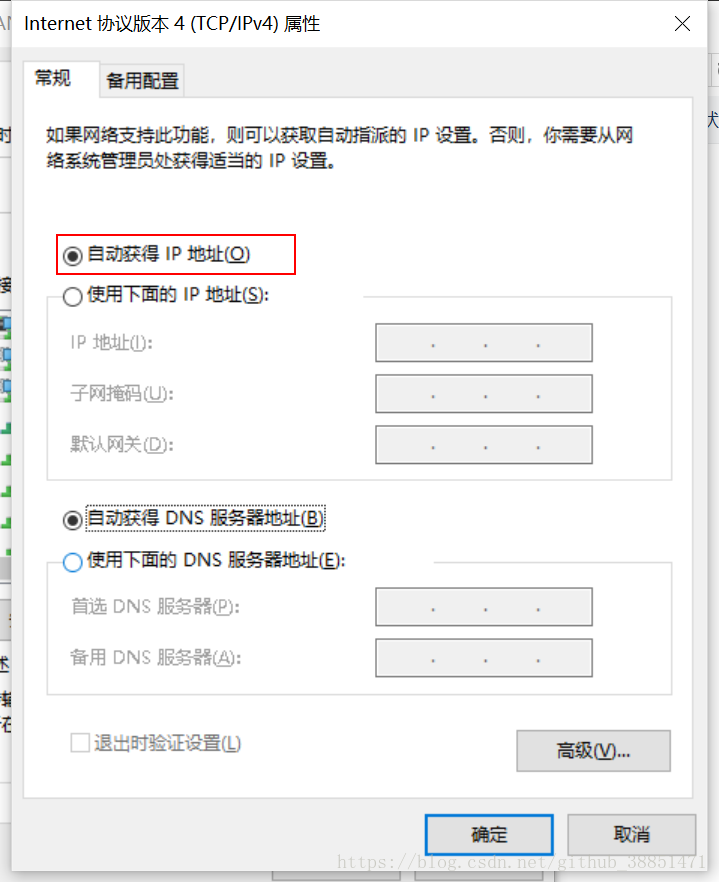 Internet 协议版本 4 (TCP/IPv4) 属性
常规
备用配置
如果网络支持此功能，则可以获取自动指派的 IP 设置。否则，你需要从网
络系统管理员处获得适当的 IP 设置。
自动获得 IP 地址(O)
使用下面的 IP 地址(S):
IP 地址(I):
子网掩码(U):
默认网关(D):
自动获得 DNS 服务器地址(B)
使用下面的 DNS 服务器地址(E):
首选 DNS 服务器(P):
备用 DNS 服务器(A):
退出时验证设置(L)
高级(V)...
确定
取消
https://blog.csdn.net/github_38851471